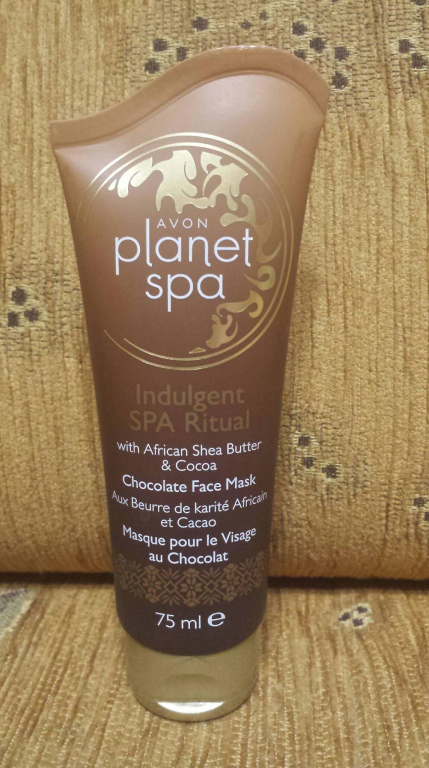 AVON
planet
spa
Indulgent
SPA Ritual
with African Shea Butter
& Cocoa
Chocolate Face Mask
Aux Beurre de karité Africain
et Cacao
Masque pour le Visage
au Chocolat
75 ml ℮